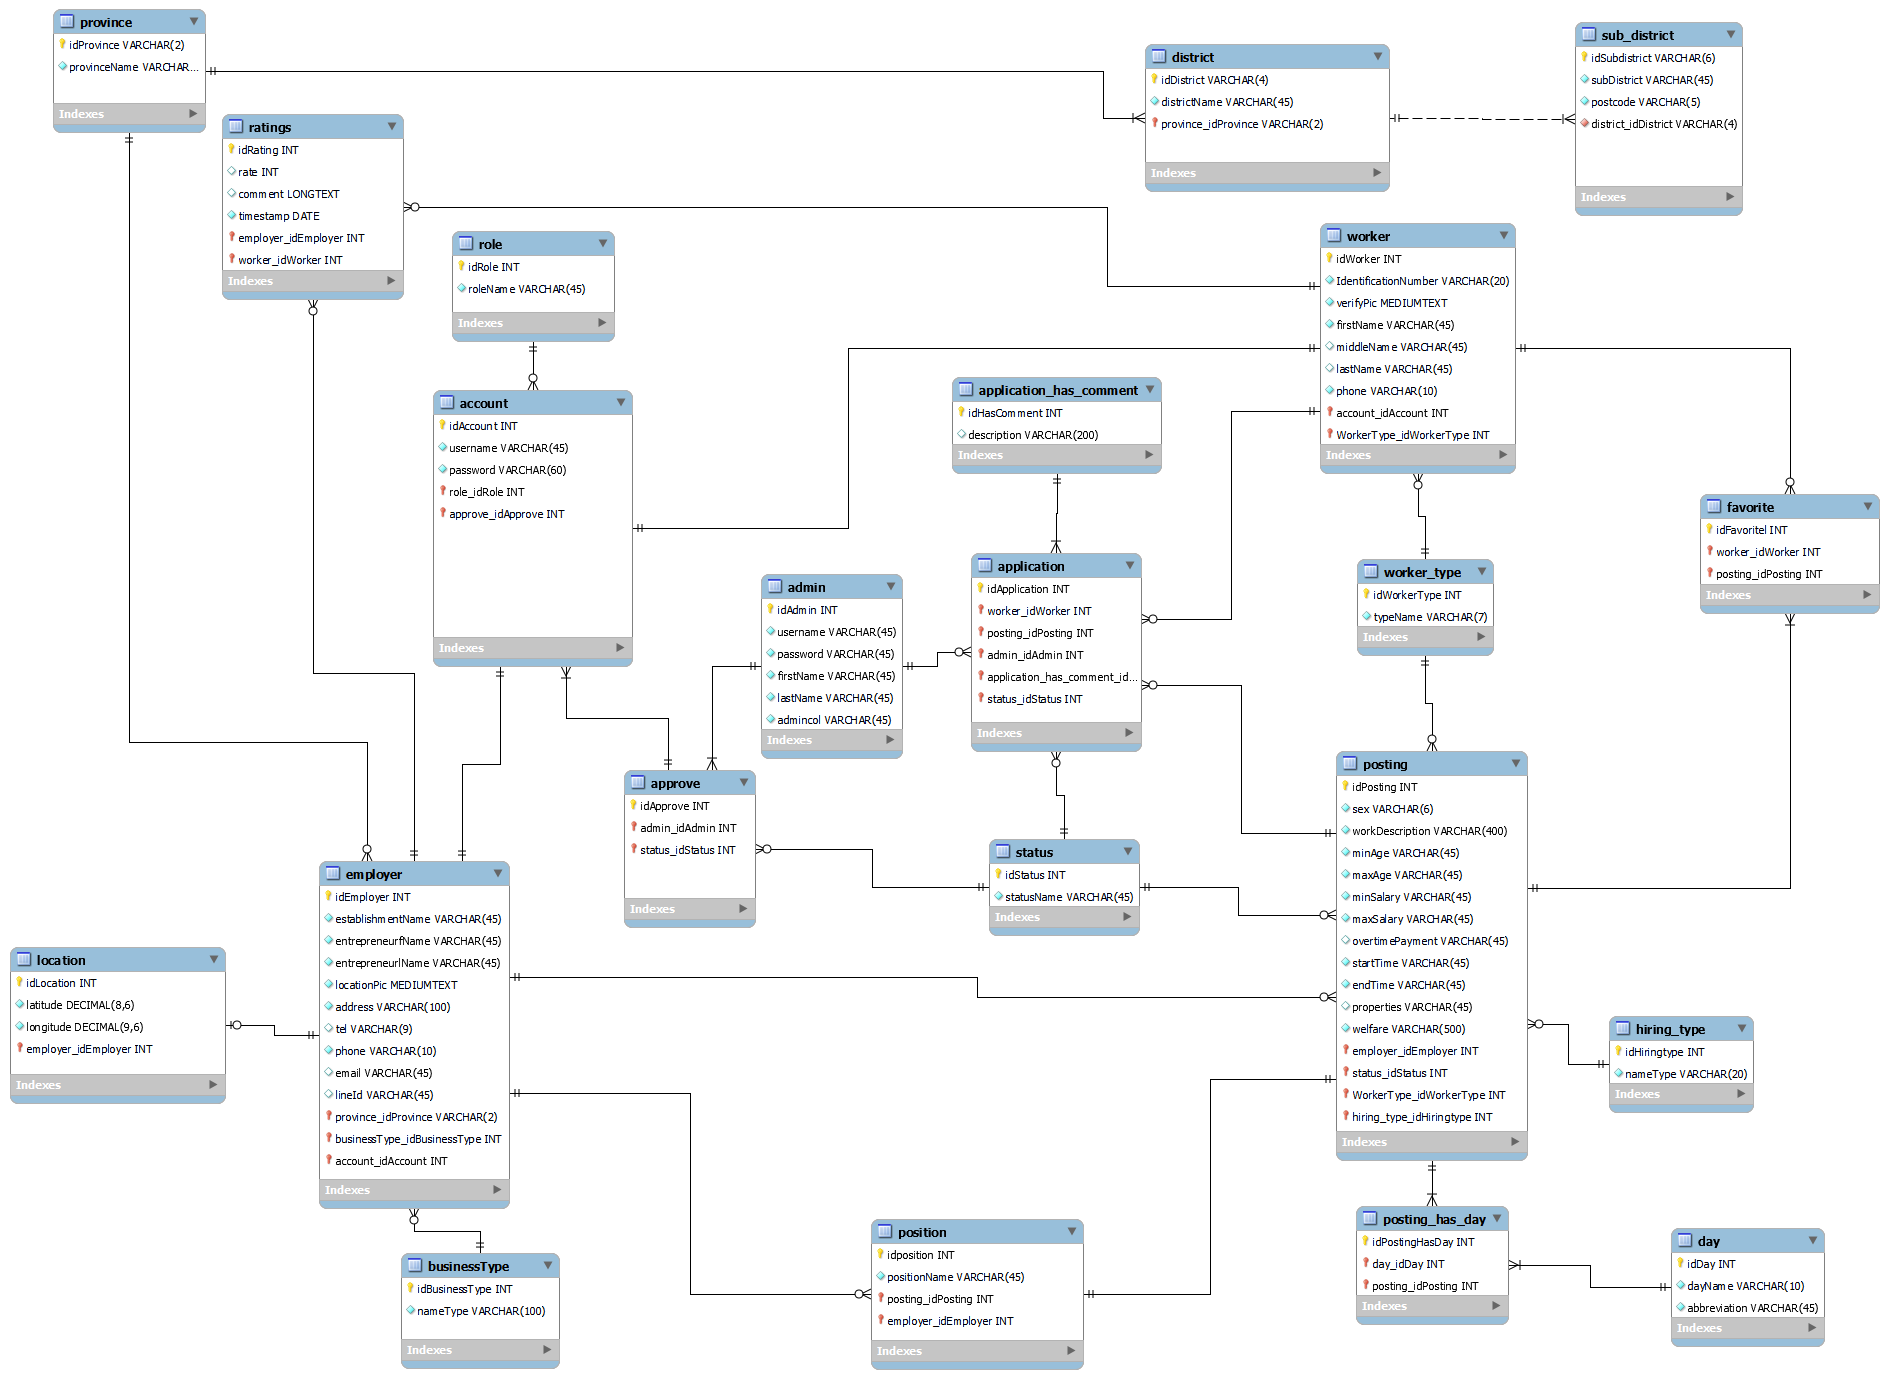 province
idProvince VARCHAR(2)
provinceName VARCHAR...
Indexes
district
idDistrict VARCHAR(4)
districtName VARCHAR(45)
province_idProvince VARCHAR(2)
Indexes
sub_district
idSubdistrict VARCHAR(6)
subDistrict VARCHAR(45)
postcode VARCHAR(5)
district_idDistrict VARCHAR(4)
Indexes
ratings
idRating INT
rate INT
comment LONGTEXT
timestamp DATE
employer_idEmployer INT
worker_idWorker INT
Indexes
role
idRole INT
roleName VARCHAR(45)
Indexes
worker
idWorker INT
IdentificationNumber VARCHAR(20)
verifyPic MEDIUMTEXT
firstName VARCHAR(45)
middleName VARCHAR(45)
lastName VARCHAR(45)
phone VARCHAR(10)
account_idAccount INT
WorkerType_idWorkerType INT
Indexes
account
idAccount INT
username VARCHAR(45)
password VARCHAR(60)
role_idRole INT
approve_idApprove INT
Indexes
application_has_comment
idHasComment INT
description VARCHAR(200)
Indexes
favorite
idFavoritel INT
worker_idWorker INT
posting_idPosting INT
Indexes
admin
idAdmin INT
username VARCHAR(45)
password VARCHAR(45)
firstName VARCHAR(45)
lastName VARCHAR(45)
admincol VARCHAR(45)
Indexes
application
idApplication INT
worker_idWorker INT
posting_idPosting INT
admin_idAdmin INT
application_has_comment_id...
status_idStatus INT
Indexes
worker_type
idWorkerType INT
typeName VARCHAR(7)
Indexes
approve
idApprove INT
admin_idAdmin INT
status_idStatus INT
Indexes
status
idStatus INT
statusName VARCHAR(45)
Indexes
posting
idPosting INT
sex VARCHAR(6)
workDescription VARCHAR(400)
minAge VARCHAR(45)
maxAge VARCHAR(45)
minSalary VARCHAR(45)
maxSalary VARCHAR(45)
overtimePayment VARCHAR(45)
startTime VARCHAR(45)
endTime VARCHAR(45)
properties VARCHAR(45)
welfare VARCHAR(500)
employer_idEmployer INT
status_idStatus INT
WorkerType_idWorkerType INT
hiring_type_idHiringtype INT
Indexes
employer
idEmployer INT
establishmentName VARCHAR(45)
entrepreneurfName VARCHAR(45)
entrepreneurlName VARCHAR(45)
locationPic MEDIUMTEXT
address VARCHAR(100)
tel VARCHAR(9)
phone VARCHAR(10)
email VARCHAR(45)
lineId VARCHAR(45)
province_idProvince VARCHAR(2)
businessType_idBusinessType INT
account_idAccount INT
Indexes
location
idLocation INT
latitude DECIMAL(8,6)
longitude DECIMAL(9,6)
employer_idEmployer INT
Indexes
hiring_type
idHiringtype INT
nameType VARCHAR(20)
Indexes
businessType
idBusinessType INT
nameType VARCHAR(100)
Indexes
position
idposition INT
positionName VARCHAR(45)
posting_idPosting INT
employer_idEmployer INT
Indexes
posting_has_day
idPostingHasDay INT
day_idDay INT
posting_idPosting INT
Indexes
day
idDay INT
dayName VARCHAR(10)
abbreviation VARCHAR(45)
Indexes